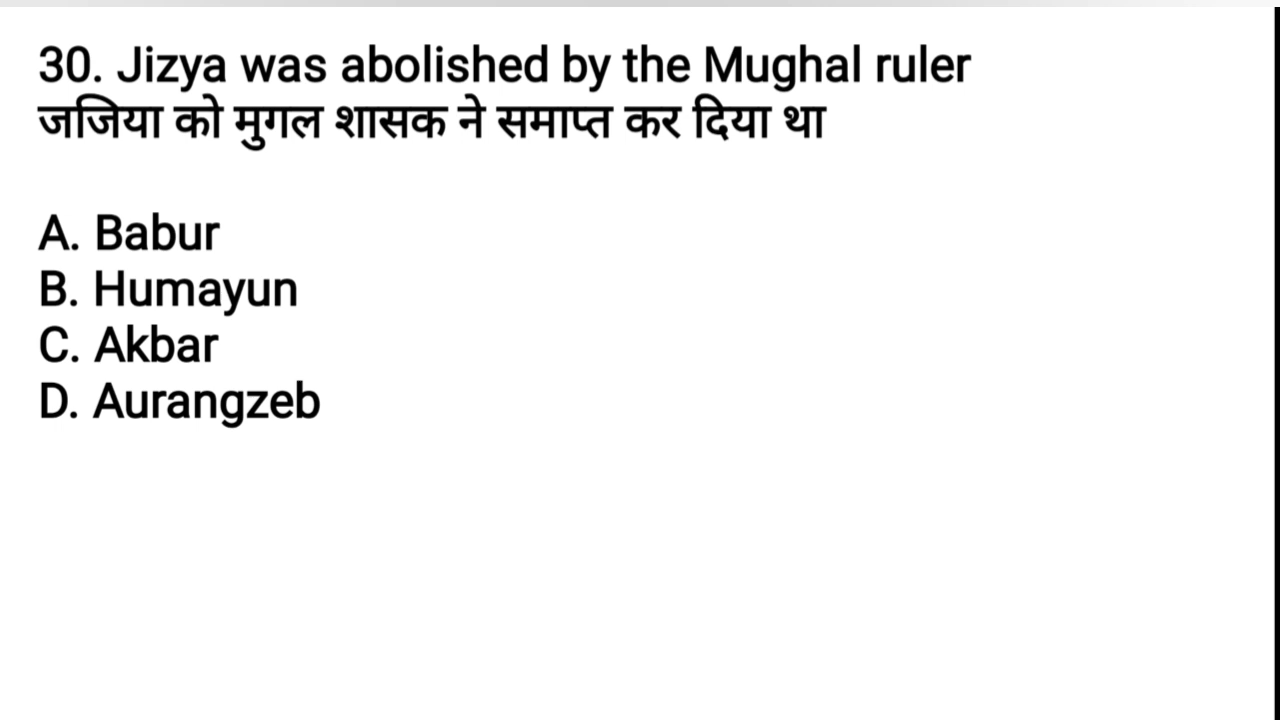 30. Jizya was abolished by the Mughal ruler
जजिया को मुगल शासक ने समाप्त कर दिया था
A. Babur
B. Humayun
C. Akbar
D. Aurangzeb